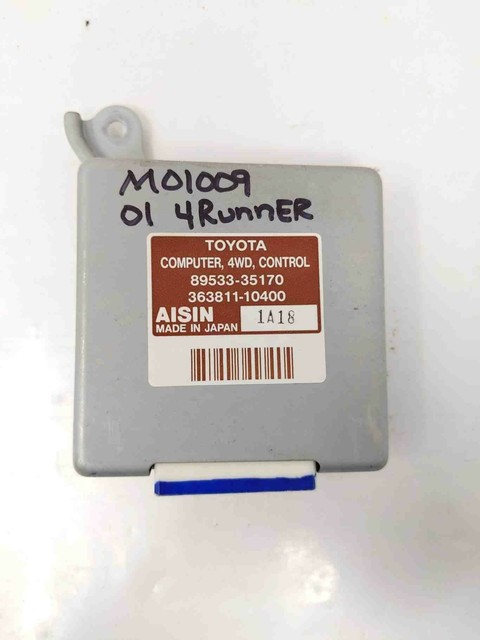 M01009
01 4RunnER
TOYOTA
COMPUTER, 4WD, CONTROL
89533-35170
363811-10400
AISIN
MADE IN JAPAN
1A18